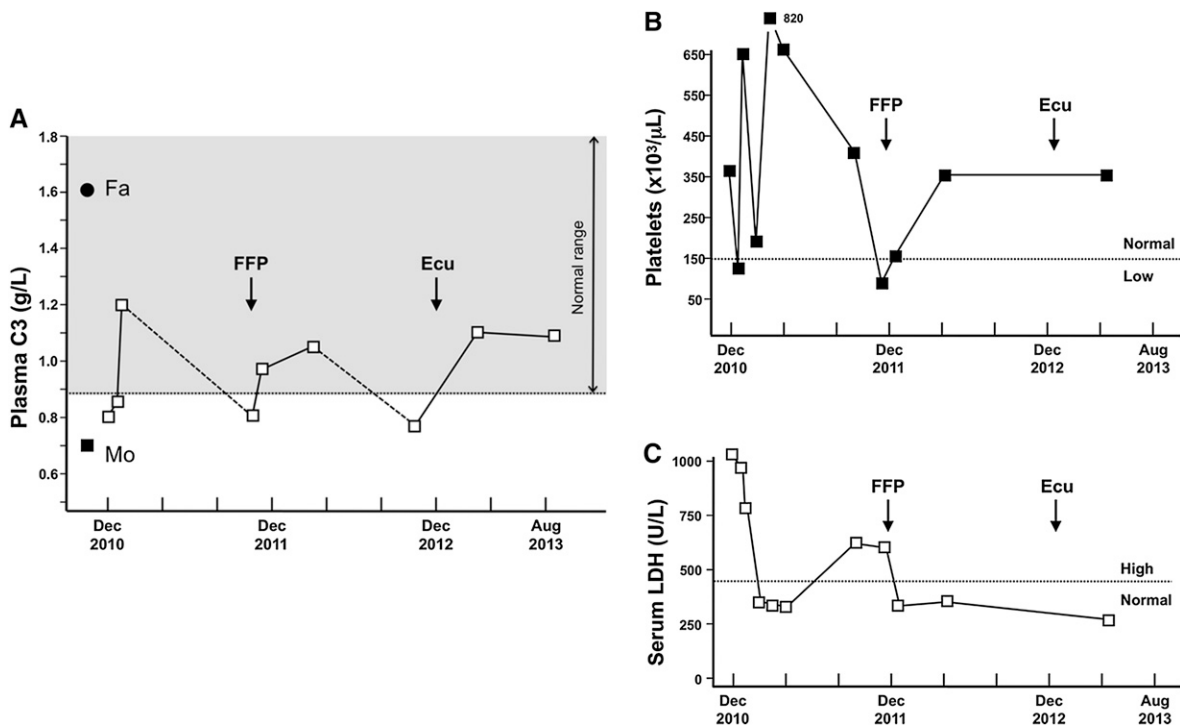 A
Plasma C3 (g/L)
1.8
1.6
1.4
1.2
1.0
0.8
0.6
Fa
Mo
FFP
Ecu
Normal range
Dec
2010
Dec
2011
Dec
2012
Aug
2013
B
Platelets (x10³/µL)
820
650
550
450
350
250
150
50
FFP
Ecu
Normal
Low
Dec
2010
Dec
2011
Dec
2012
Aug
2013
C
Serum LDH (U/L)
1000
750
500
250
0
FFP
Ecu
High
Normal
Dec
2010
Dec
2011
Dec
2012
Aug
2013